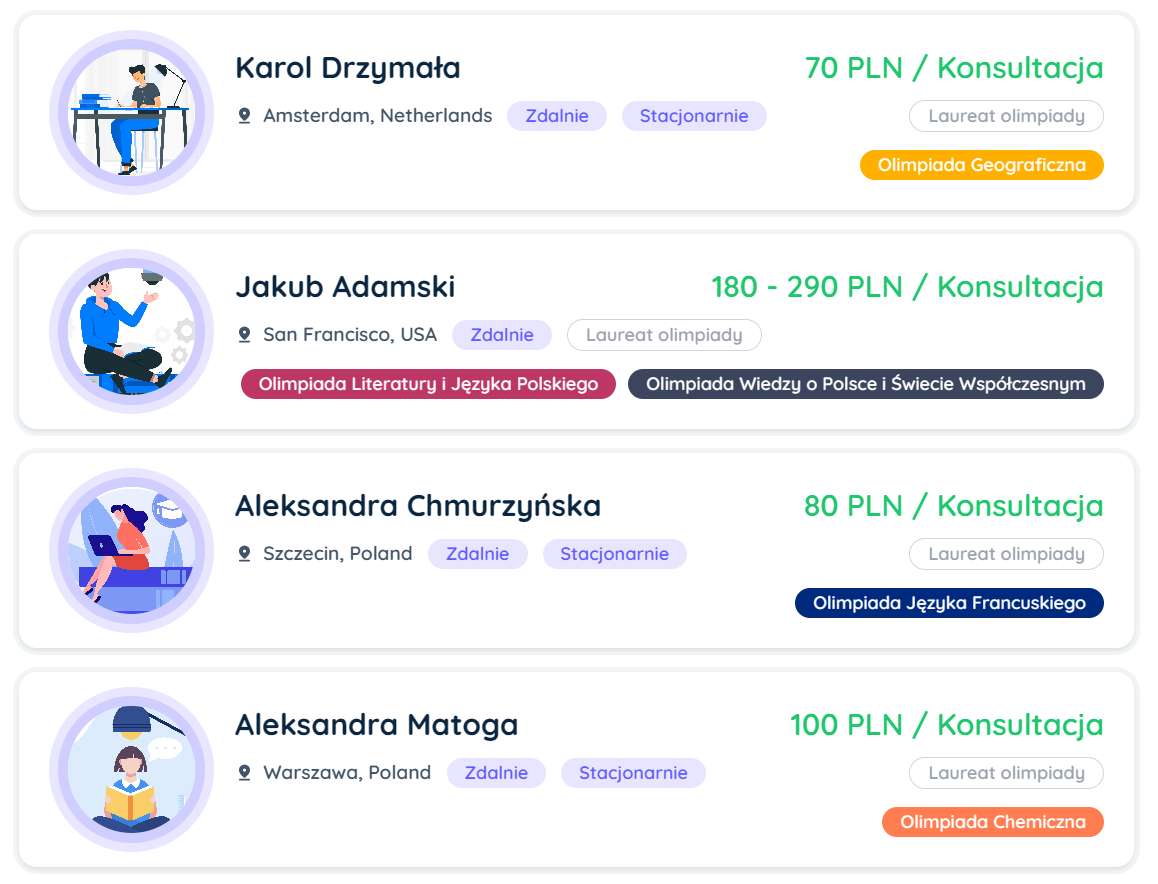 Karol Drzymała 70 PLN / Konsultacja
Amsterdam, Netherlands Zdalnie Stacjonarnie Laureat olimpiady
Olimpiada Geograficzna
Jakub Adamski 180 - 290 PLN / Konsultacja
San Francisco, USA Zdalnie Laureat olimpiady
Olimpiada Literatury i Języka Polskiego Olimpiada Wiedzy o Polsce i Świecie Współczesnym
Aleksandra Chmurzyńska 80 PLN / Konsultacja
Szczecin, Poland Zdalnie Stacjonarnie Laureat olimpiady
Olimpiada Języka Francuskiego
Aleksandra Matoga 100 PLN / Konsultacja
Warszawa, Poland Zdalnie Stacjonarnie Laureat olimpiady
Olimpiada Chemiczna